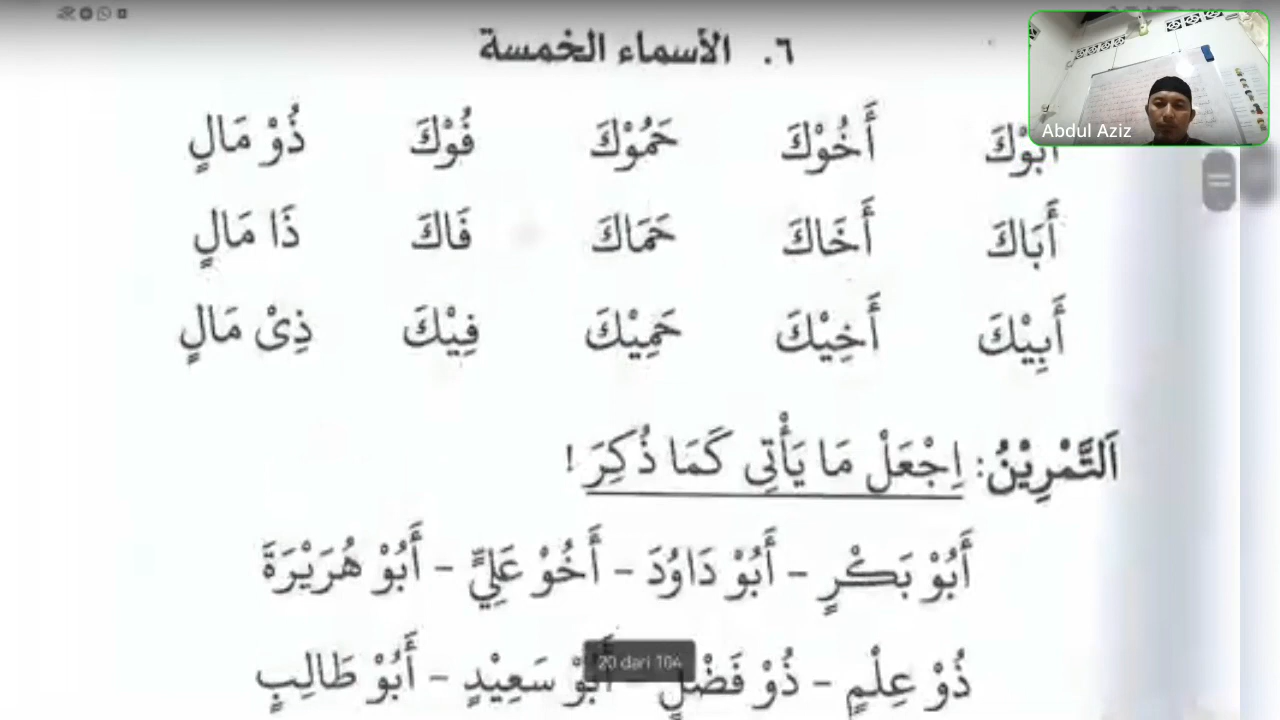 ٦. الأسماء الخمسة
Abdul Aziz
أَبُوْكَ أَخُوْكَ حَمُوْكَ فُوْكَ ذُوْ مَالٍ
أَبَاكَ أَخَاكَ حَمَاكَ فَاكَ ذَا مَالٍ
أَبِيْكَ أَخِيْكَ حَمِيْكَ فِيْكَ ذِىْ مَالٍ
اَلتَّمْرِيْنُ: اِجْعَلْ مَا يَأْتِى كَمَا ذُكِرَ !
أَبُوْ بَكْرٍ – أَبُوْ دَاوُدَ – أَخُوْ عَلِيٍّ – أَبُوْ هُرَيْرَةَ
ذُوْ عِلْمٍ – ذُوْ فَضْلٍ – أَبُوْ سَعِيْدٍ – أَبُوْ طَالِبٍ
20 dari 104